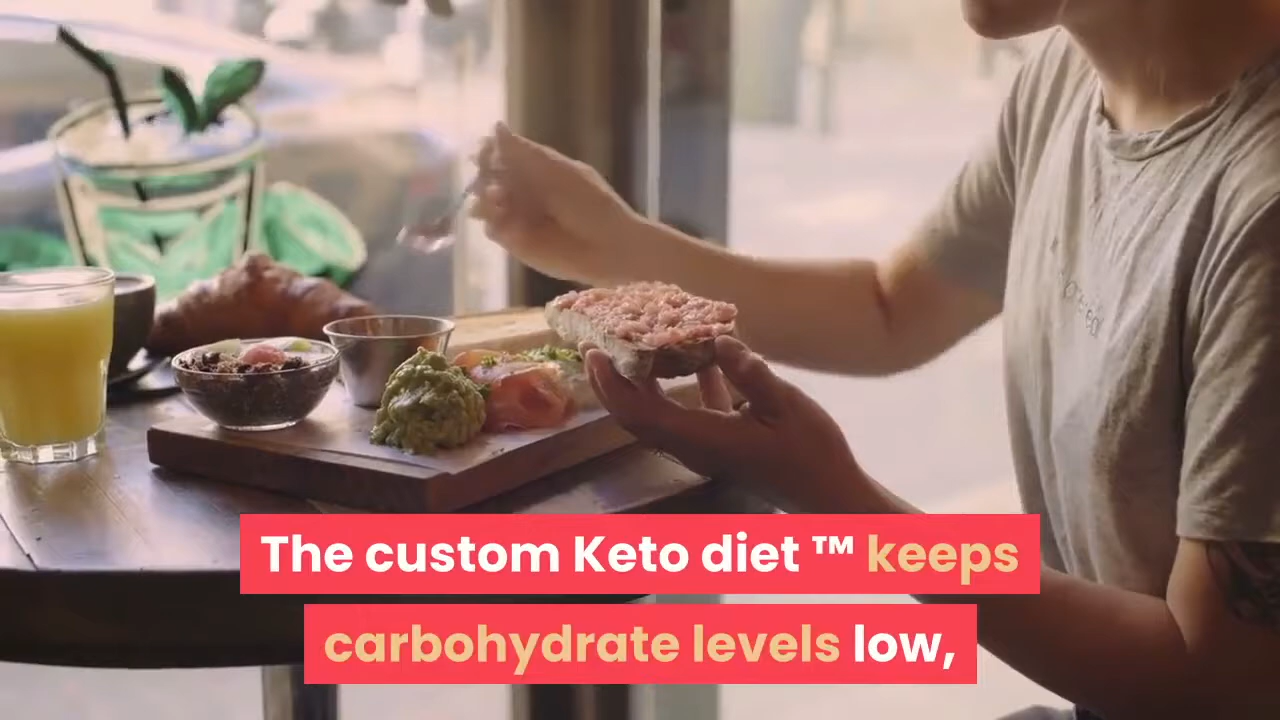 The custom Keto diet ™ keeps
carbohydrate levels low,